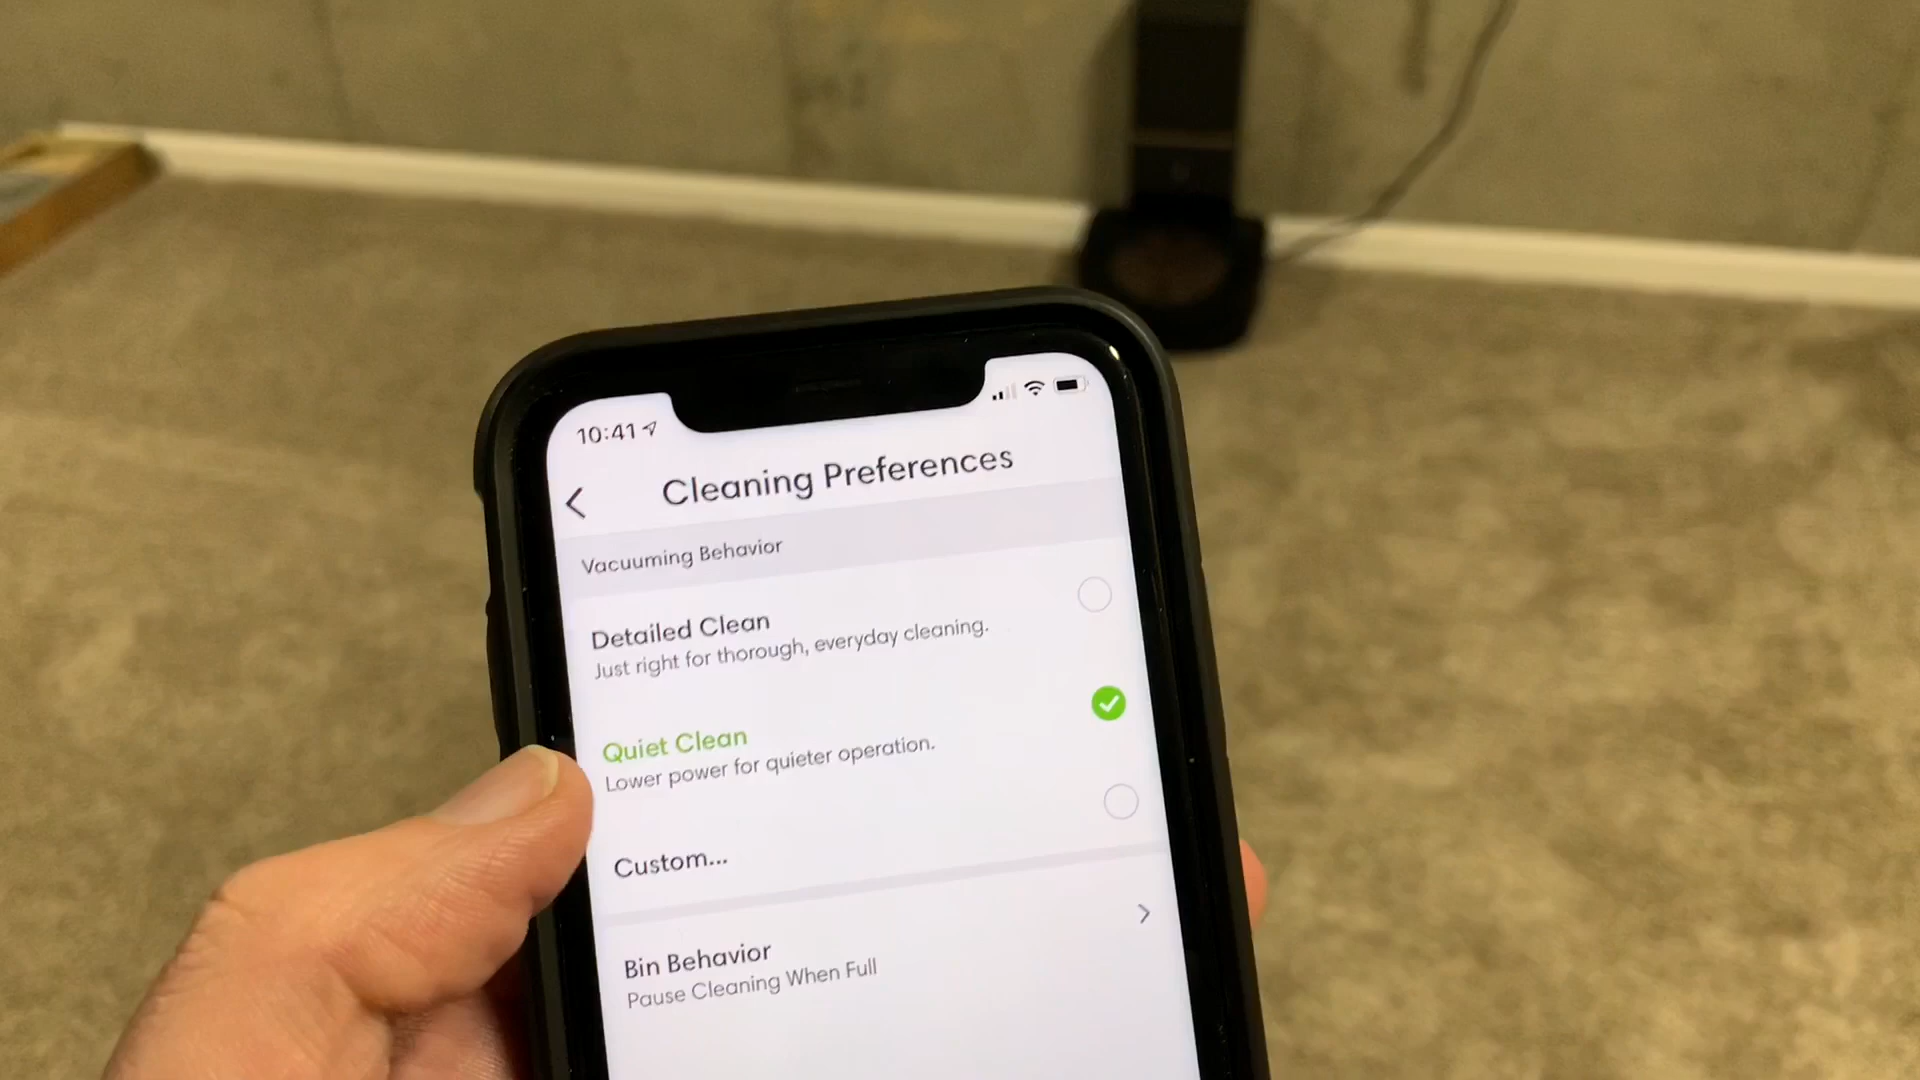 10:41
Cleaning Preferences
Vacuuming Behavior
Detailed Clean
Just right for thorough, everyday cleaning.
Quiet Clean
Lower power for quieter operation.
Custom...
Bin Behavior
Pause Cleaning When Full